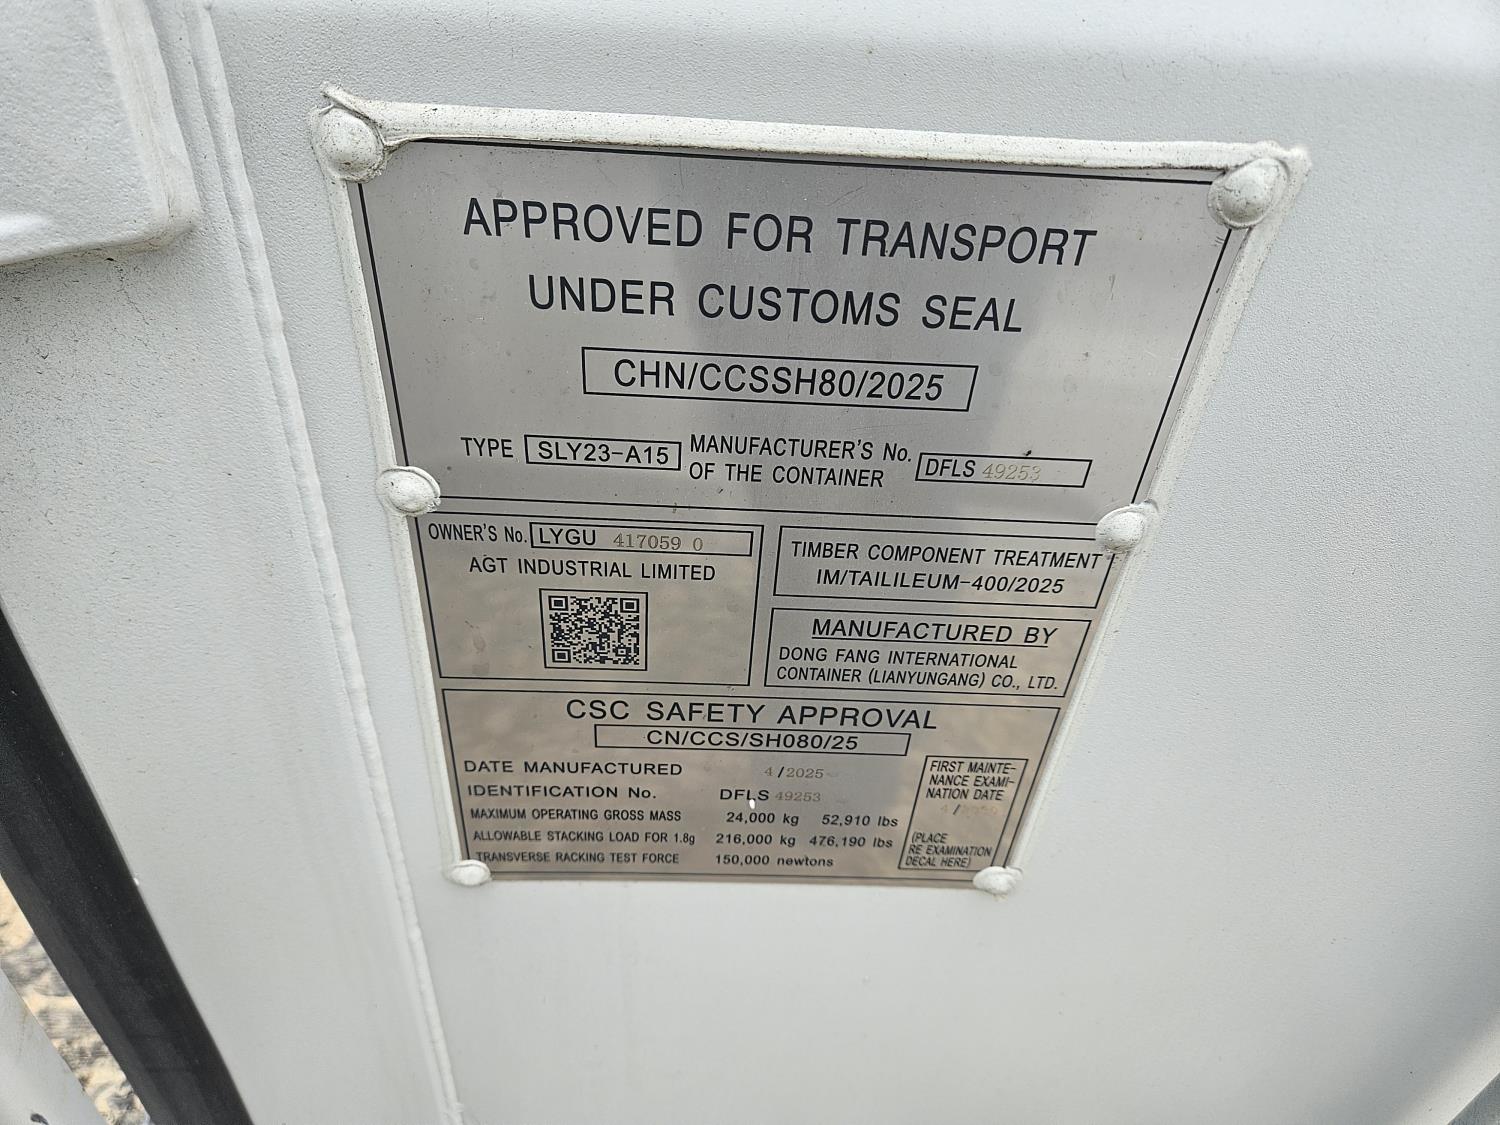 APPROVED FOR TRANSPORT
UNDER CUSTOMS SEAL
CHN/CCSSH80/2025
TYPE SLY23-A15 MANUFACTURER'S No. OF THE CONTAINER DFLS 49253
OWNER'S No. LYGU 417059 0
AGT INDUSTRIAL LIMITED
TIMBER COMPONENT TREATMENT
IM/TAILILEUM-400/2025
MANUFACTURED BY
DONG FANG INTERNATIONAL
CONTAINER (LIANYUNGANG) CO., LTD.
CSC SAFETY APPROVAL
CN/CCS/SH080/25
DATE MANUFACTURED 4/2025
IDENTIFICATION No. DFLS 49253
MAXIMUM OPERATING GROSS MASS 24,000 kg 52,910 lbs
ALLOWABLE STACKING LOAD FOR 1.8g 216,000 kg 476,190 lbs
TRANSVERSE RACKING TEST FORCE 150,000 newtons
FIRST MAINTE-
NANCE EXAMI-
NATION DATE
4/
(PLACE
RE EXAMINATION
DECAL HERE)